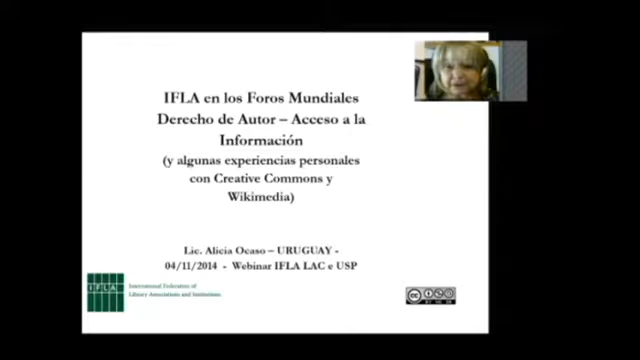 IFLA en los Foros Mundiales
Derecho de Autor – Acceso a la
Información
(y algunas experiencias personales
con Creative Commons y
Wikimedia)
Lic. Alicia Ocaso – URUGUAY -
04/11/2014 - Webinar IFLA LAC e USP
IFLA
International Federation of
Library Associations and Institutions
cc